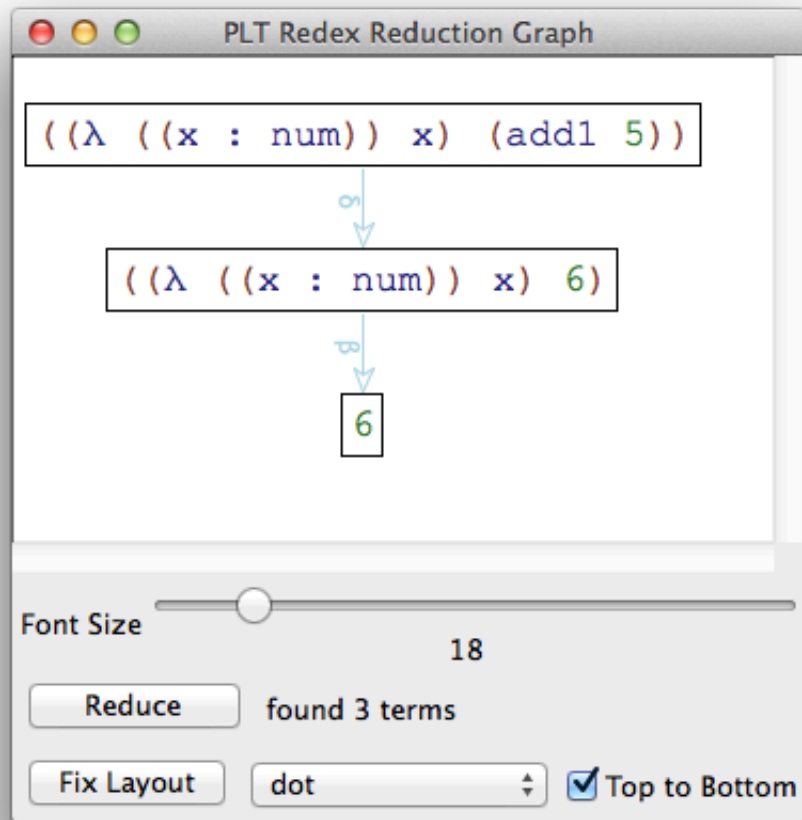 PLT Redex Reduction Graph
((λ ((x : num)) x) (add1 5))
δ
((λ ((x : num)) x) 6)
β
6
Font Size
18
Reduce found 3 terms
Fix Layout dot Top to Bottom